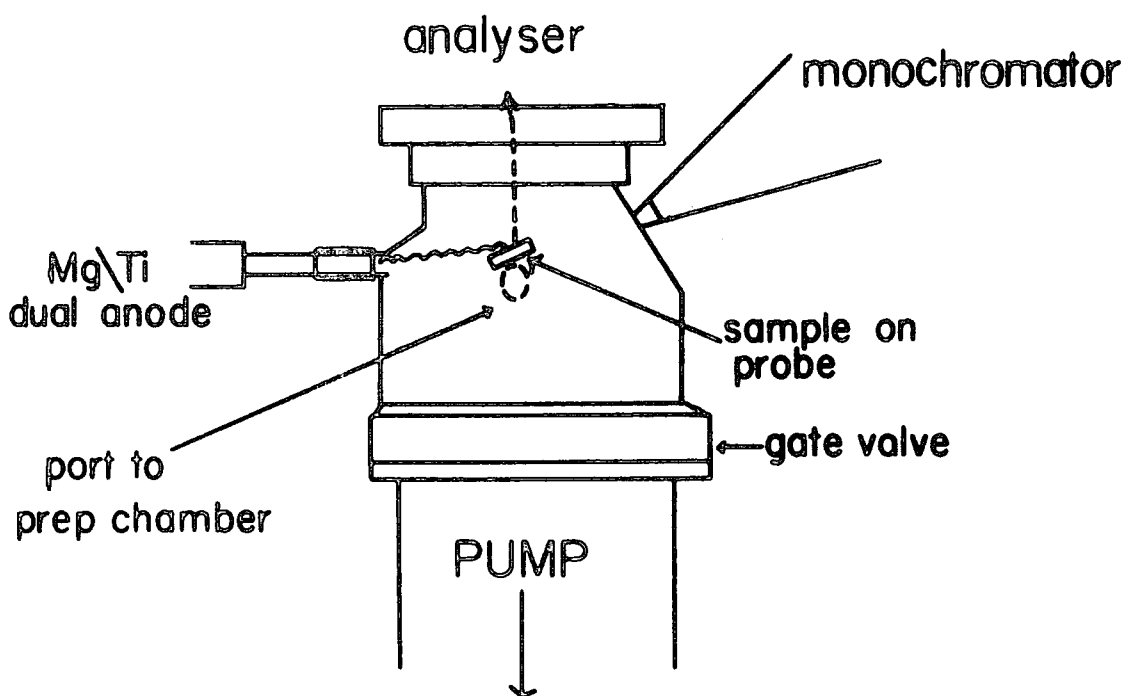 analyser
monochromator
Mg\Ti
dual anode
sample on
probe
gate valve
port to
prep chamber
PUMP